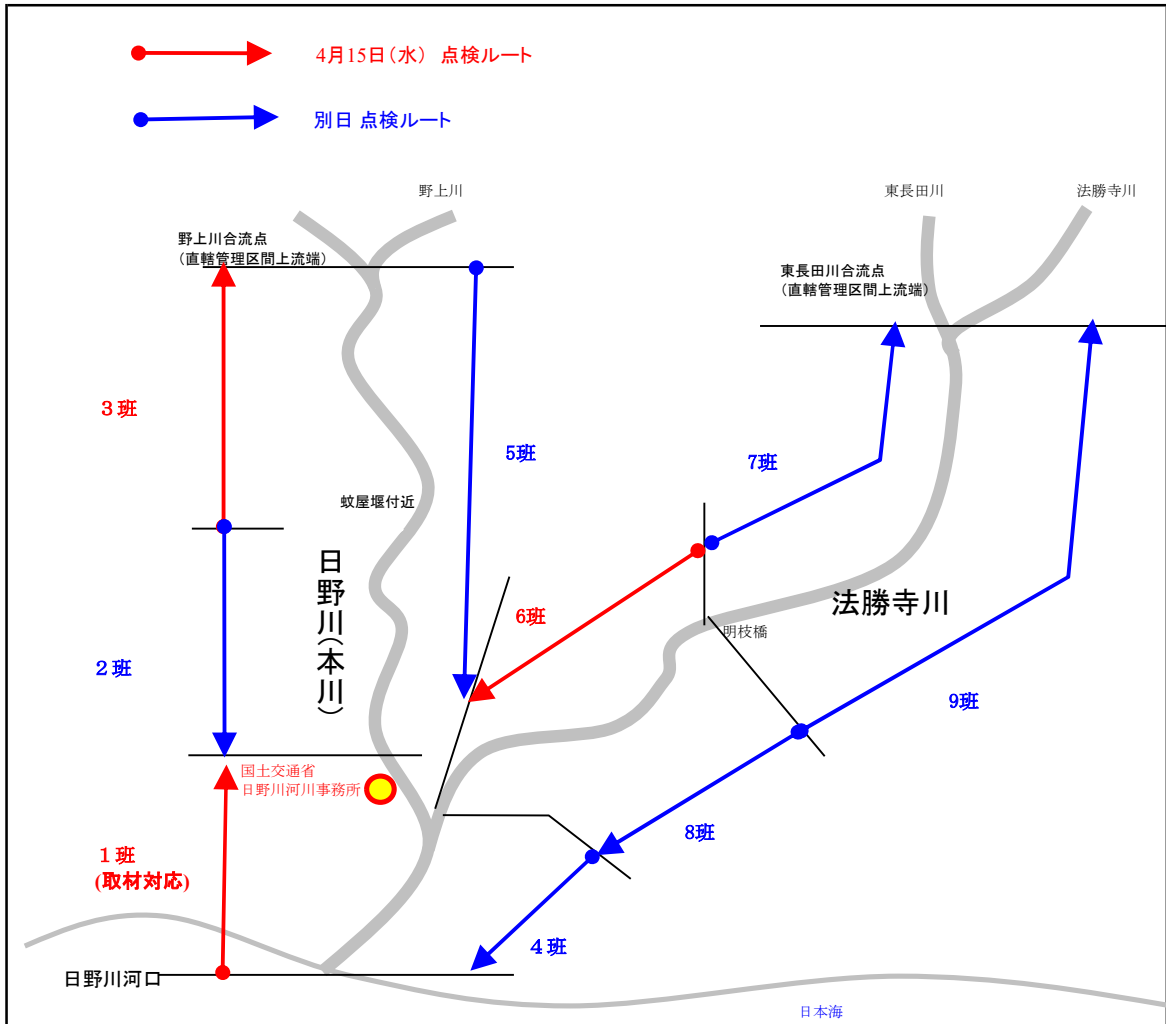 4月15日(水) 点検ルート
別日 点検ルート
野上川
東長田川
法勝寺川
野上川合流点
(直轄管理区間上流端)
東長田川合流点
(直轄管理区間上流端)
3班
5班
7班
蚊屋堰付近
日野川(本川)
6班
法勝寺川
明枝橋
2班
9班
国土交通省
日野川河川事務所
8班
1班
(取材対応)
4班
日野川河口
日本海